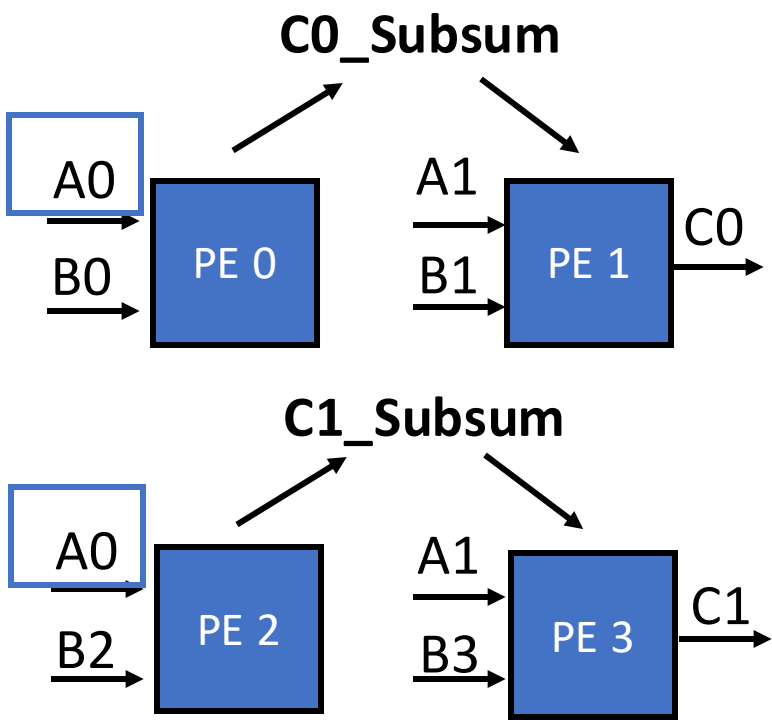 C0_Subsum
A0
B0
PE 0
A1
B1
PE 1
C0
C1_Subsum
A0
B2
PE 2
A1
B3
PE 3
C1